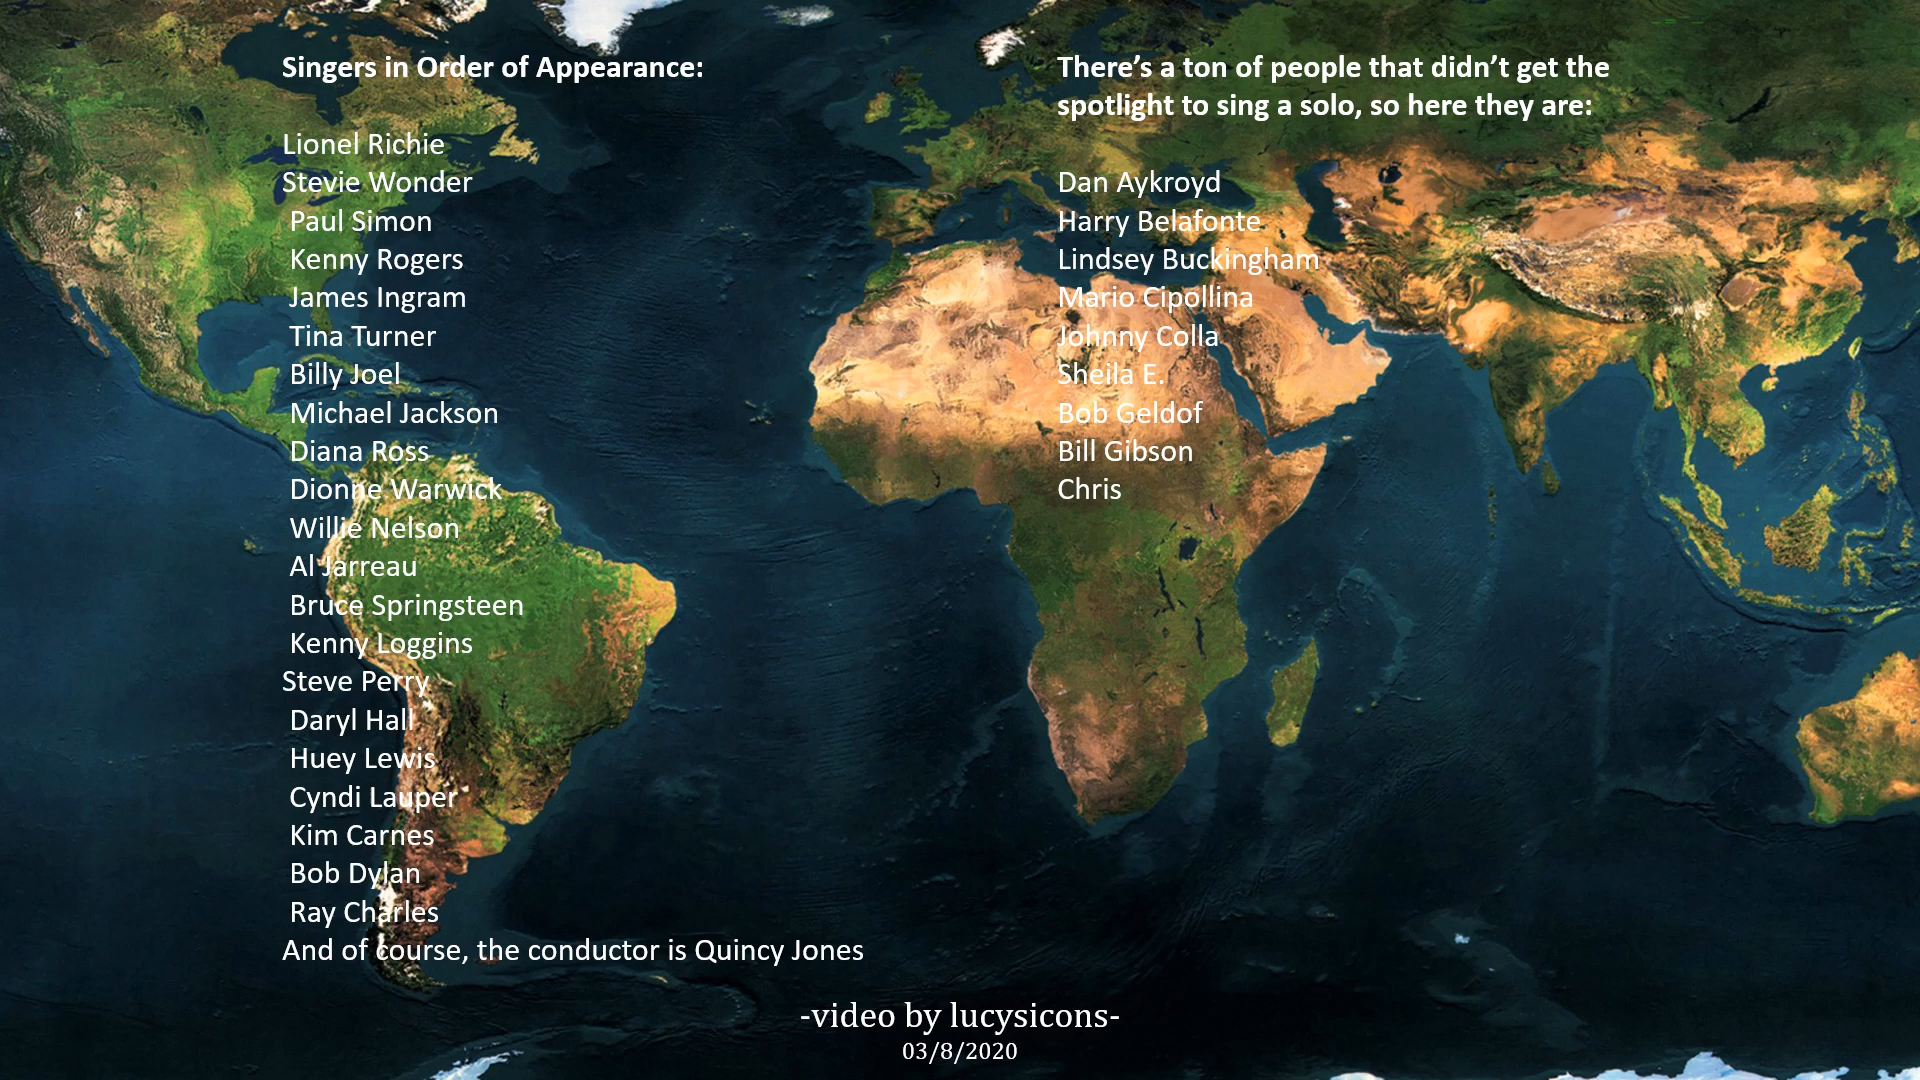 Singers in Order of Appearance:
Lionel Richie
Stevie Wonder
Paul Simon
Kenny Rogers
James Ingram
Tina Turner
Billy Joel
Michael Jackson
Diana Ross
Dionne Warwick
Willie Nelson
Al Jarreau
Bruce Springsteen
Kenny Loggins
Steve Perry
Daryl Hall
Huey Lewis
Cyndi Lauper
Kim Carnes
Bob Dylan
Ray Charles
And of course, the conductor is Quincy Jones
There’s a ton of people that didn’t get the
spotlight to sing a solo, so here they are:
Dan Aykroyd
Harry Belafonte
Lindsey Buckingham
Mario Cipollina
Johnny Colla
Sheila E.
Bob Geldof
Bill Gibson
Chris
-video by lucysicons-
03/8/2020